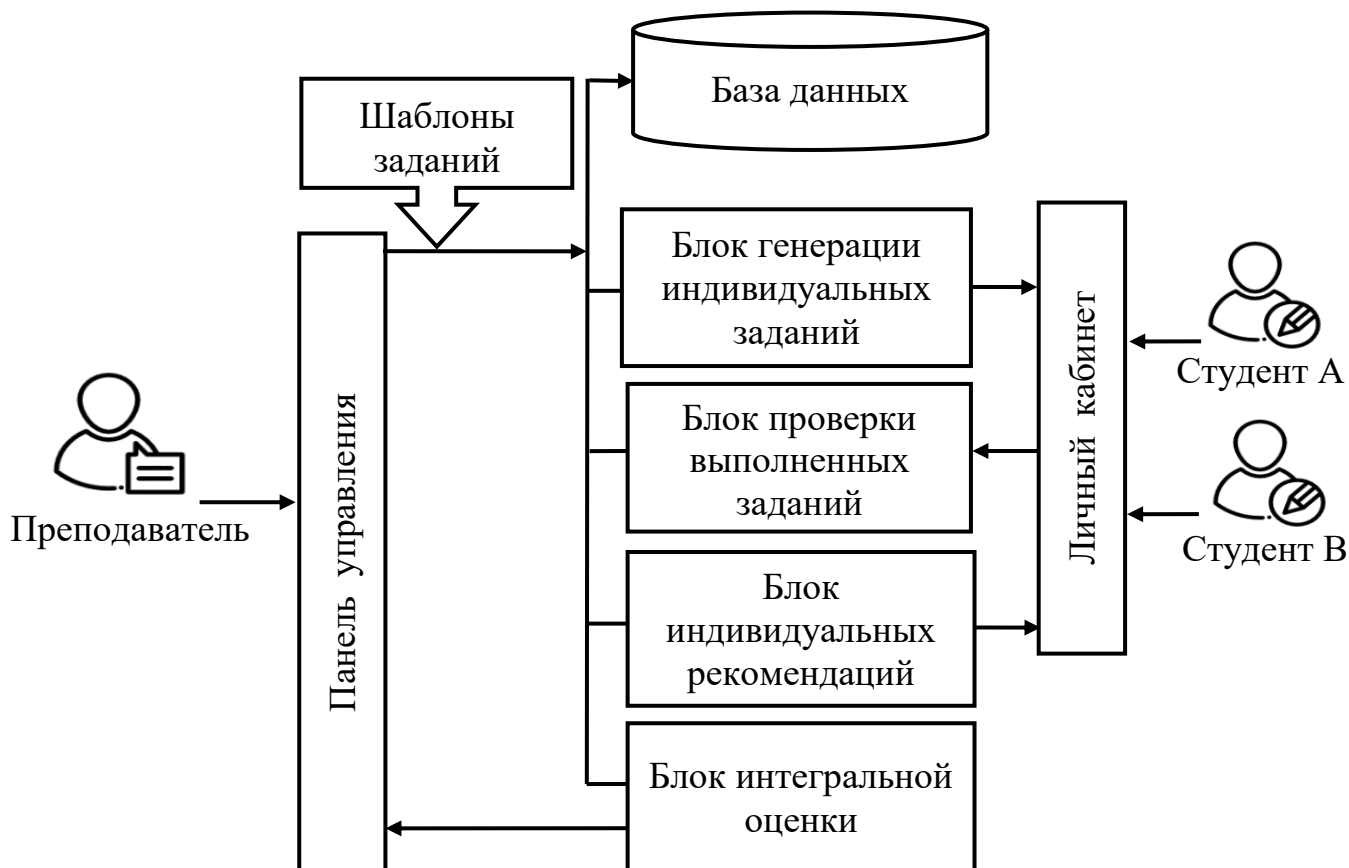 База данных
Шаблоны
заданий
Блок генерации
индивидуальных
заданий
Студент А
Преподаватель
Панель управления
Блок проверки
выполненных
заданий
Личный кабинет
Студент В
Блок
индивидуальных
рекомендаций
Блок интегральной
оценки